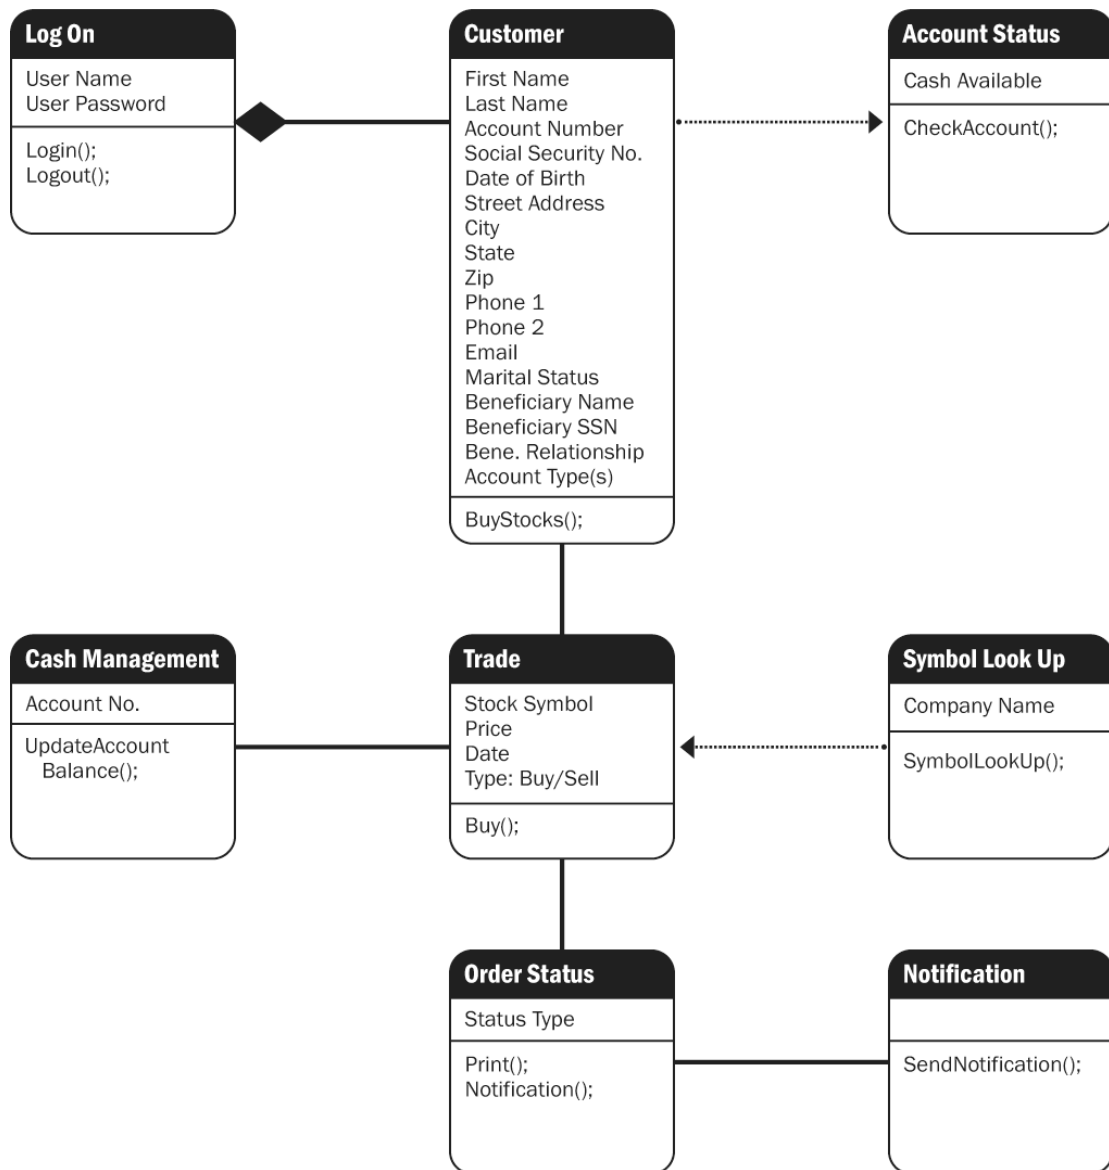 Log On
User Name
User Password
Login();
Logout();
Customer
First Name
Last Name
Account Number
Social Security No.
Date of Birth
Street Address
City
State
Zip
Phone 1
Phone 2
Email
Marital Status
Beneficiary Name
Beneficiary SSN
Bene. Relationship
Account Type(s)
BuyStocks();
Account Status
Cash Available
CheckAccount();
Cash Management
Account No.
UpdateAccount
Balance();
Trade
Stock Symbol
Price
Date
Type: Buy/Sell
Buy();
Symbol Look Up
Company Name
SymbolLookUp();
Order Status
Status Type
Print();
Notification();
Notification
SendNotification();